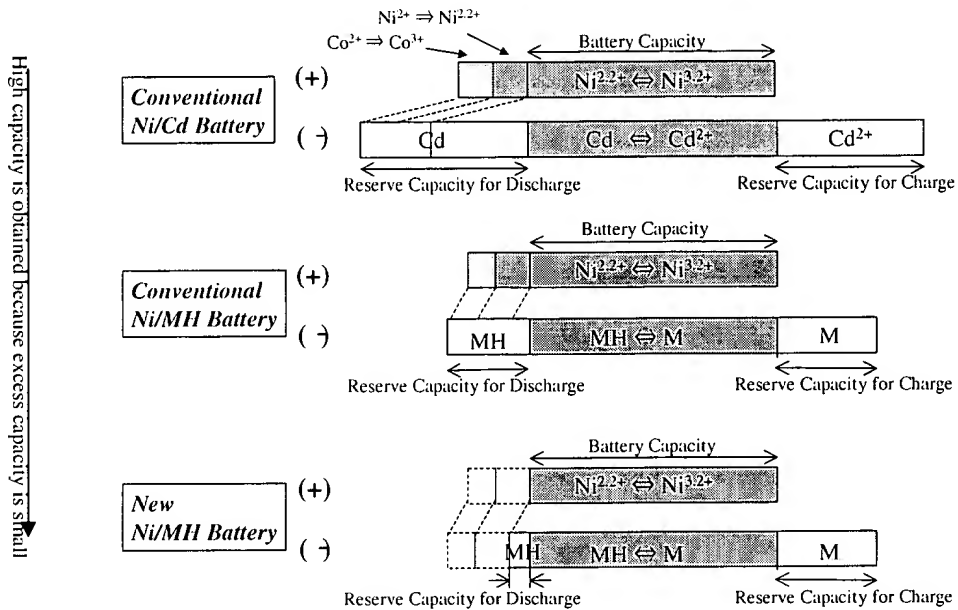 Ni²⁺ ⇒ Ni²·²⁺
Co²⁺ ⇒ Co³⁺
Battery Capacity
(+)
Ni²·²⁺ ⇔ Ni³·²⁺
Conventional
Ni/Cd Battery
(-)
Cd
Cd ⇔ Cd²⁺
Cd²⁺
Reserve Capacity for Discharge
Reserve Capacity for Charge
Battery Capacity
(+)
Ni²·²⁺ ⇔ Ni³·²⁺
Conventional
Ni/MH Battery
(-)
MH
MH ⇔ M
M
Reserve Capacity for Discharge
Reserve Capacity for Charge
Battery Capacity
(+)
Ni²·²⁺ ⇔ Ni³·²⁺
New
Ni/MH Battery
(-)
MH
MH ⇔ M
M
Reserve Capacity for Discharge
Reserve Capacity for Charge
High capacity is obtained because excess capacity is small